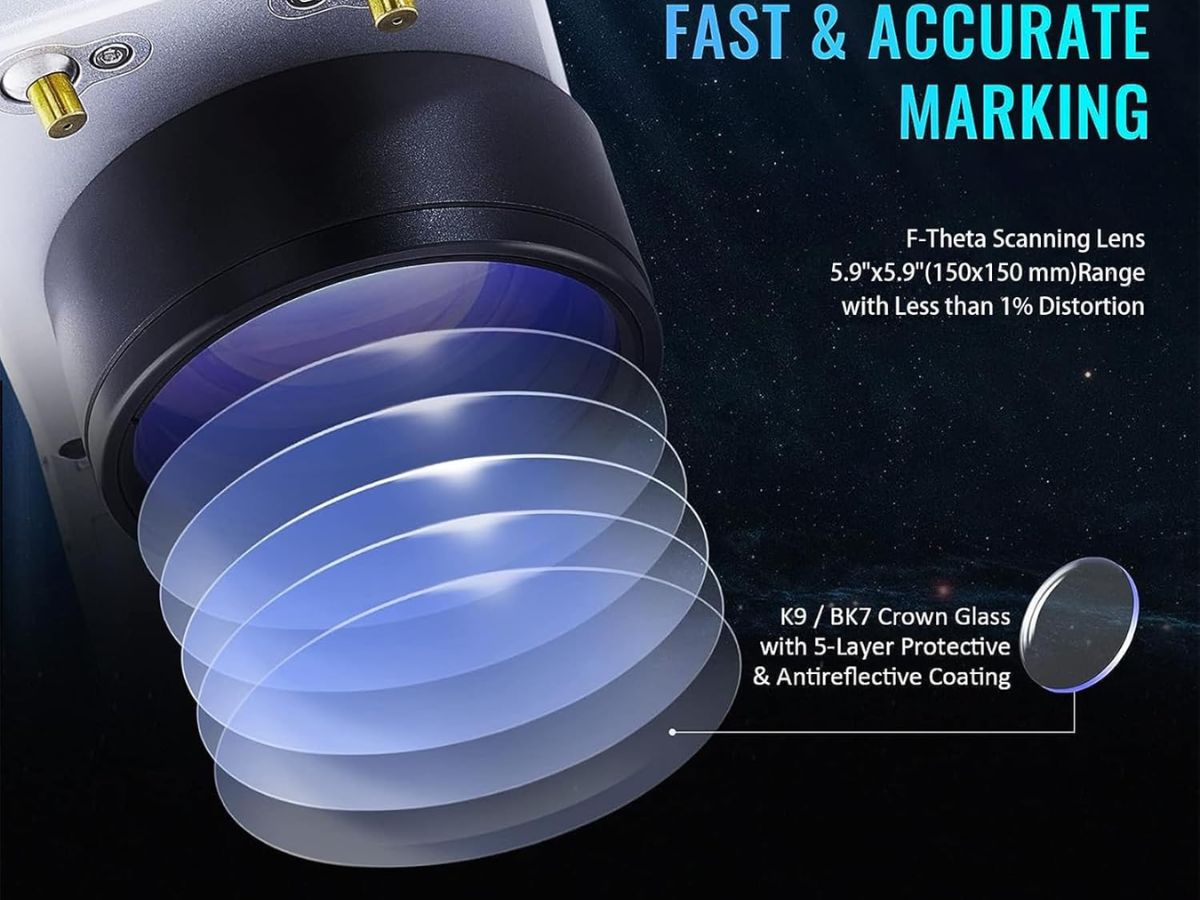 FAST & ACCURATE
MARKING
F-Theta Scanning Lens
5.9"x5.9"(150x150 mm)Range
with Less than 1% Distortion
K9 / BK7 Crown Glass
with 5-Layer Protective
& Antireflective Coating